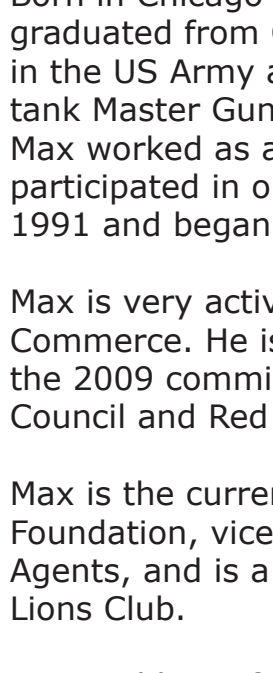 Born in Chicago
graduated from
in the US Army
tank Master Gun
Max worked as a
participated in o
1991 and began
Max is very activ
Commerce. He is
the 2009 commi
Council and Red
Max is the curren
Foundation, vice
Agents, and is a
Lions Club.